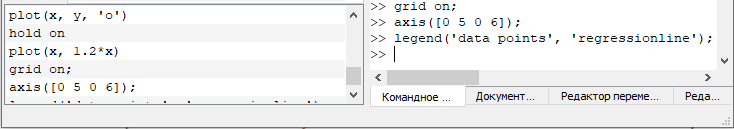 plot(x, y, 'o')
hold on
plot(x, 1.2*x)
grid on;
axis([0 5 0 6]);
>> grid on;
>> axis([0 5 0 6]);
>> legend('data points', 'regressionline');
>>
Командное ...
Документ...
Редактор переме...
Реда...